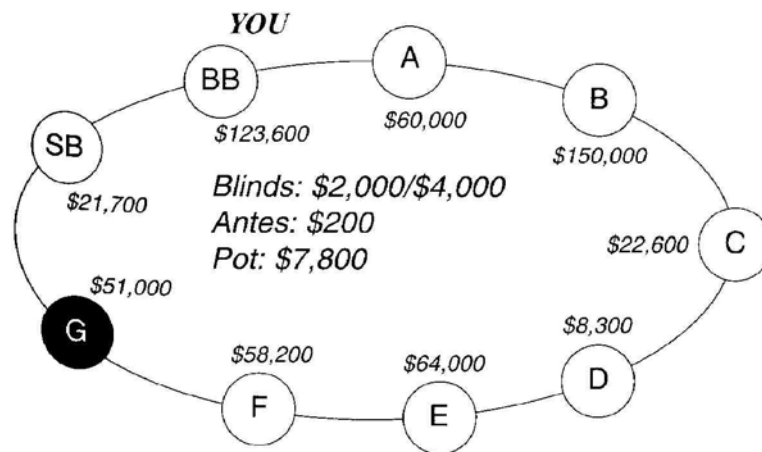 YOU
BB
A
B
SB
$123,600
$60,000
$150,000
$21,700
Blinds: $2,000/$4,000
Antes: $200
Pot: $7,800
$22,600
C
$51,000
G
$58,200
$64,000
$8,300
F
E
D